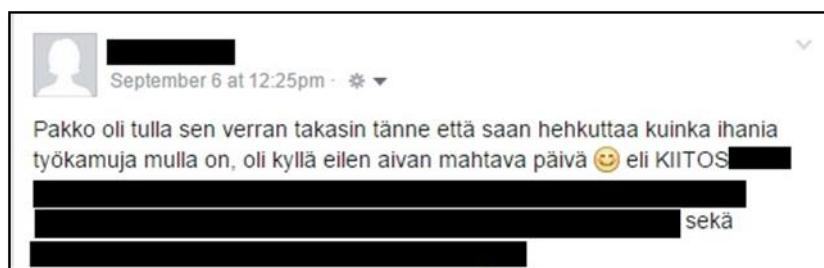 September 6 at 12:25pm ·
Pakko oli tulla sen verran takasin tänne että saan hehkuttaa kuinka ihania
työkamuja mulla on, oli kyllä eilen aivan mahtava päivä 😊 eli KIITOS
sekä